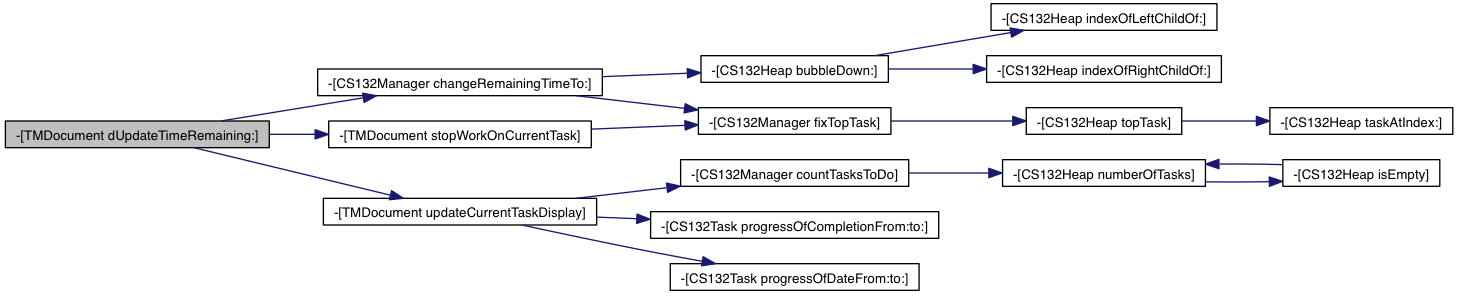 -[CS132Heap indexOfLeftChildOf:]
-[CS132Heap bubbleDown:]
-[CS132Heap indexOfRightChildOf:]
-[CS132Manager changeRemainingTimeTo:]
-[CS132Manager fixTopTask]
-[CS132Heap topTask]
-[CS132Heap taskAtIndex:]
-[TMDocument dUpdateTimeRemaining:]
-[TMDocument stopWorkOnCurrentTask]
-[CS132Manager countTasksToDo]
-[CS132Heap numberOfTasks]
-[CS132Heap isEmpty]
-[TMDocument updateCurrentTaskDisplay]
-[CS132Task progressOfCompletionFrom:to:]
-[CS132Task progressOfDateFrom:to:]